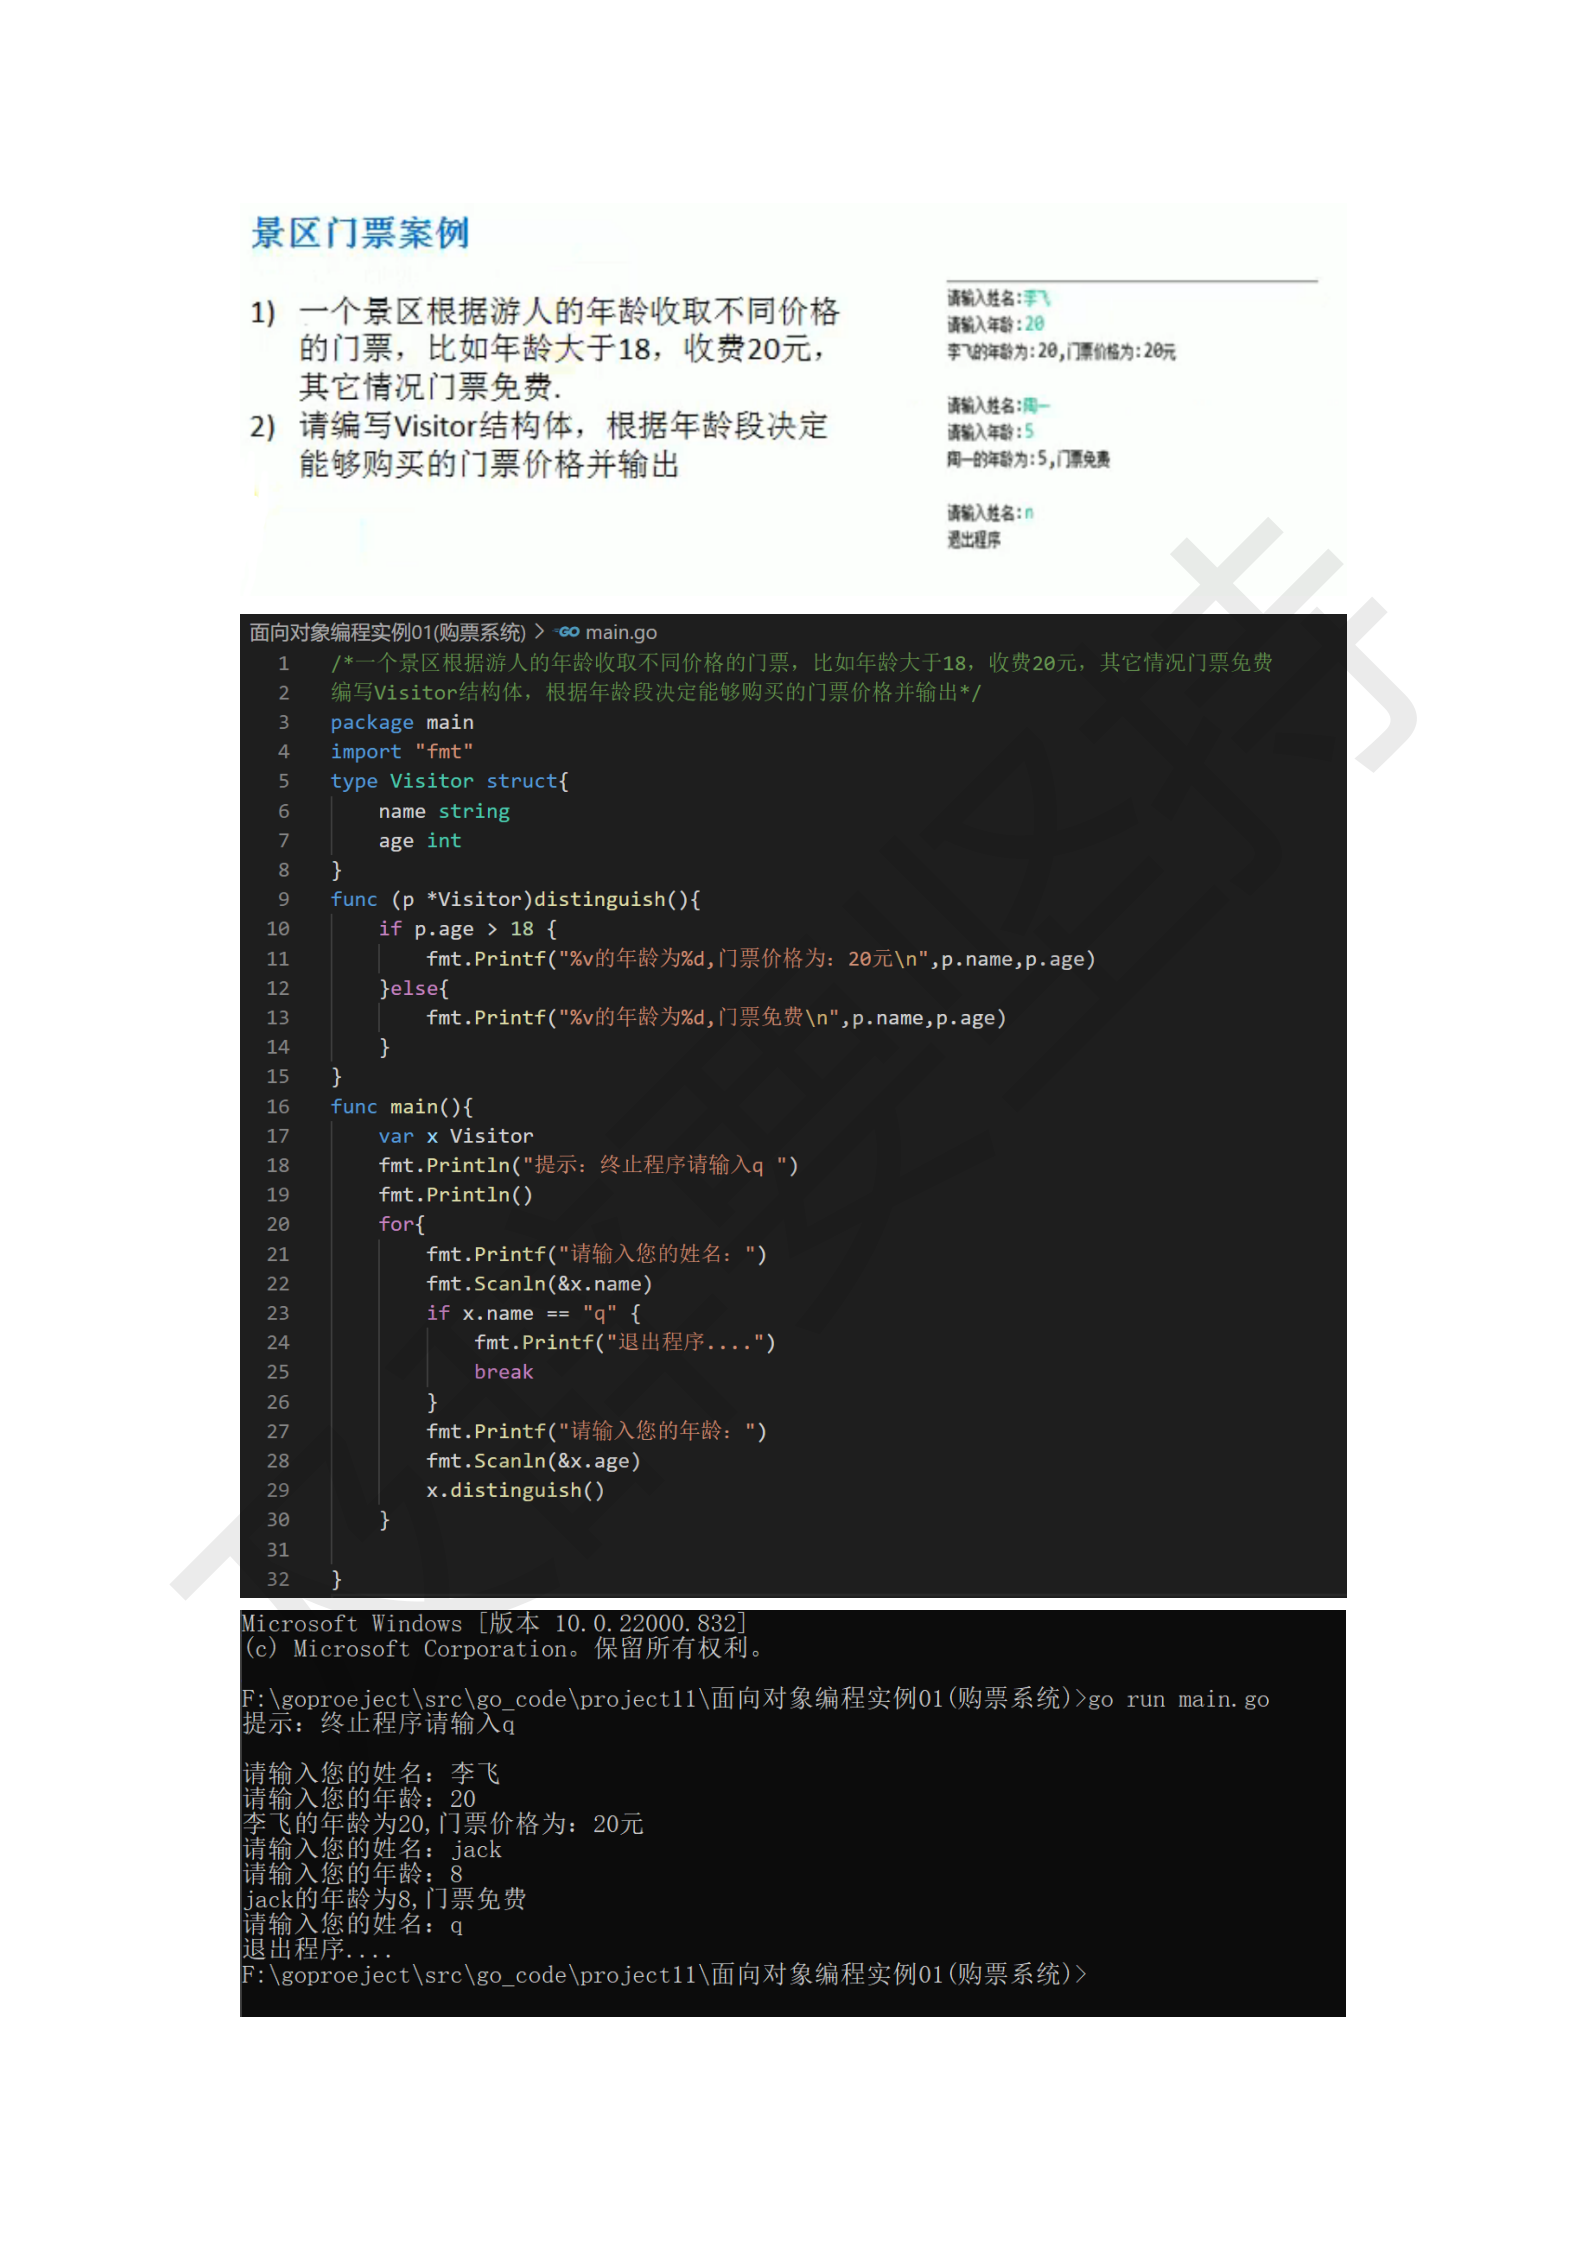 景区门票案例
1) 一个景区根据游人的年龄收取不同价格
的门票，比如年龄大于18，收费20元，
其它情况门票免费.
2) 请编写Visitor结构体，根据年龄段决定
能够购买的门票价格并输出
请输入姓名:李飞
请输入年龄:20
李飞的年龄为:20,门票价格为:20元
请输入姓名:陶一
请输入年龄:5
陶一的年龄为:5,门票免费
请输入姓名:n
退出程序
面向对象编程实例01(购票系统) > GO main.go
1 /*一个景区根据游人的年龄收取不同价格的门票，比如年龄大于18，收费20元，其它情况门票免费
2 编写Visitor结构体，根据年龄段决定能够购买的门票价格并输出*/
3 package main
4 import "fmt"
5 type Visitor struct{
6 name string
7 age int
8 }
9 func (p *Visitor)distinguish(){
10 if p.age > 18 {
11 fmt.Printf("%v的年龄为%d,门票价格为：20元\n",p.name,p.age)
12 }else{
13 fmt.Printf("%v的年龄为%d,门票免费\n",p.name,p.age)
14 }
15 }
16 func main(){
17 var x Visitor
18 fmt.Println("提示：终止程序请输入q ")
19 fmt.Println()
20 for{
21 fmt.Printf("请输入您的姓名：")
22 fmt.Scanln(&x.name)
23 if x.name == "q" {
24 fmt.Printf("退出程序....")
25 break
26 }
27 fmt.Printf("请输入您的年龄：")
28 fmt.Scanln(&x.age)
29 x.distinguish()
30 }
31
32 }
Microsoft Windows [版本 10.0.22000.832]
(c) Microsoft Corporation。保留所有权利。
F:\goproeject\src\go_code\project11\面向对象编程实例01(购票系统)>go run main.go
提示：终止程序请输入q
请输入您的姓名：李飞
请输入您的年龄：20
李飞的年龄为20,门票价格为：20元
请输入您的姓名：jack
请输入您的年龄：8
jack的年龄为8,门票免费
请输入您的姓名：q
退出程序....
F:\goproeject\src\go_code\project11\面向对象编程实例01(购票系统)>